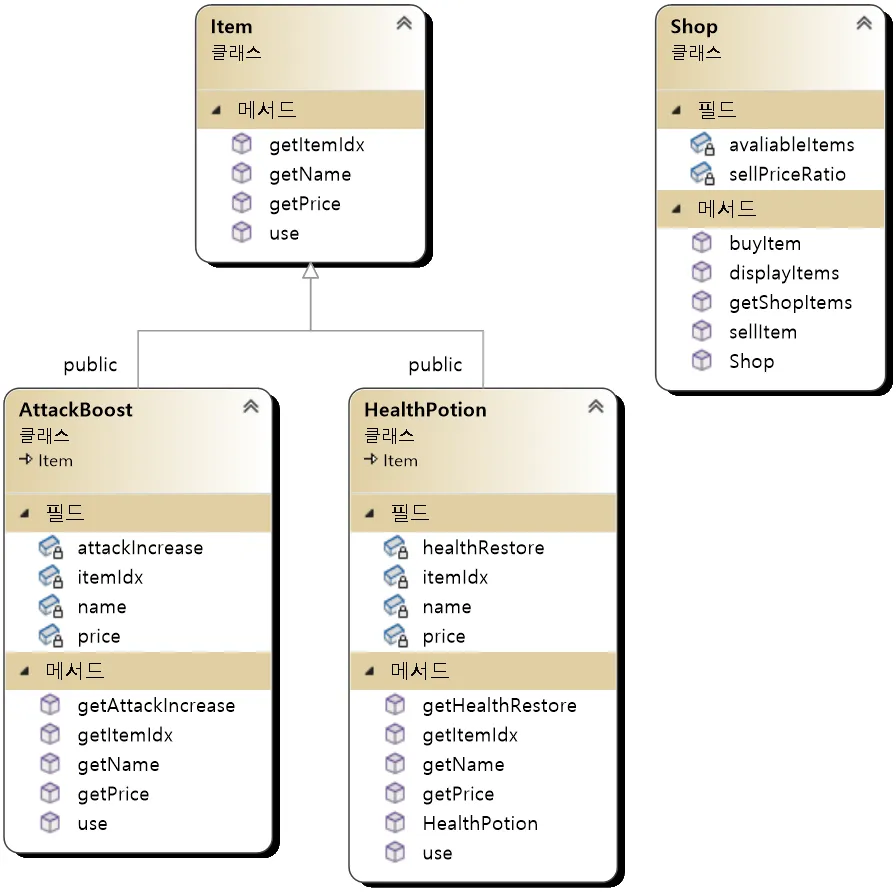 Item
클래스
메서드
getItemIdx
getName
getPrice
use
Shop
클래스
필드
avaliableItems
sellPriceRatio
메서드
buyItem
displayItems
getShopItems
sellItem
Shop
public
public
AttackBoost
클래스
Item
필드
attackIncrease
itemIdx
name
price
메서드
getAttackIncrease
getItemIdx
getName
getPrice
use
HealthPotion
클래스
Item
필드
healthRestore
itemIdx
name
price
메서드
getHealthRestore
getItemIdx
getName
getPrice
HealthPotion
use